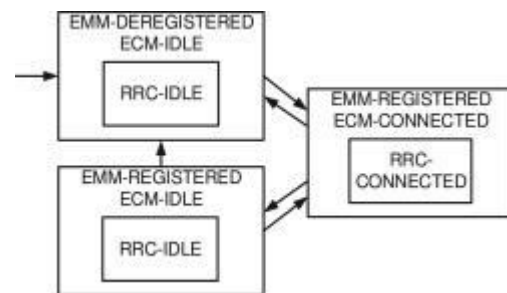 EMM-DEREGISTERED
ECM-IDLE
RRC-IDLE
EMM-REGISTERED
ECM-CONNECTED
RRC-
CONNECTED
EMM-REGISTERED
ECM-IDLE
RRC-IDLE